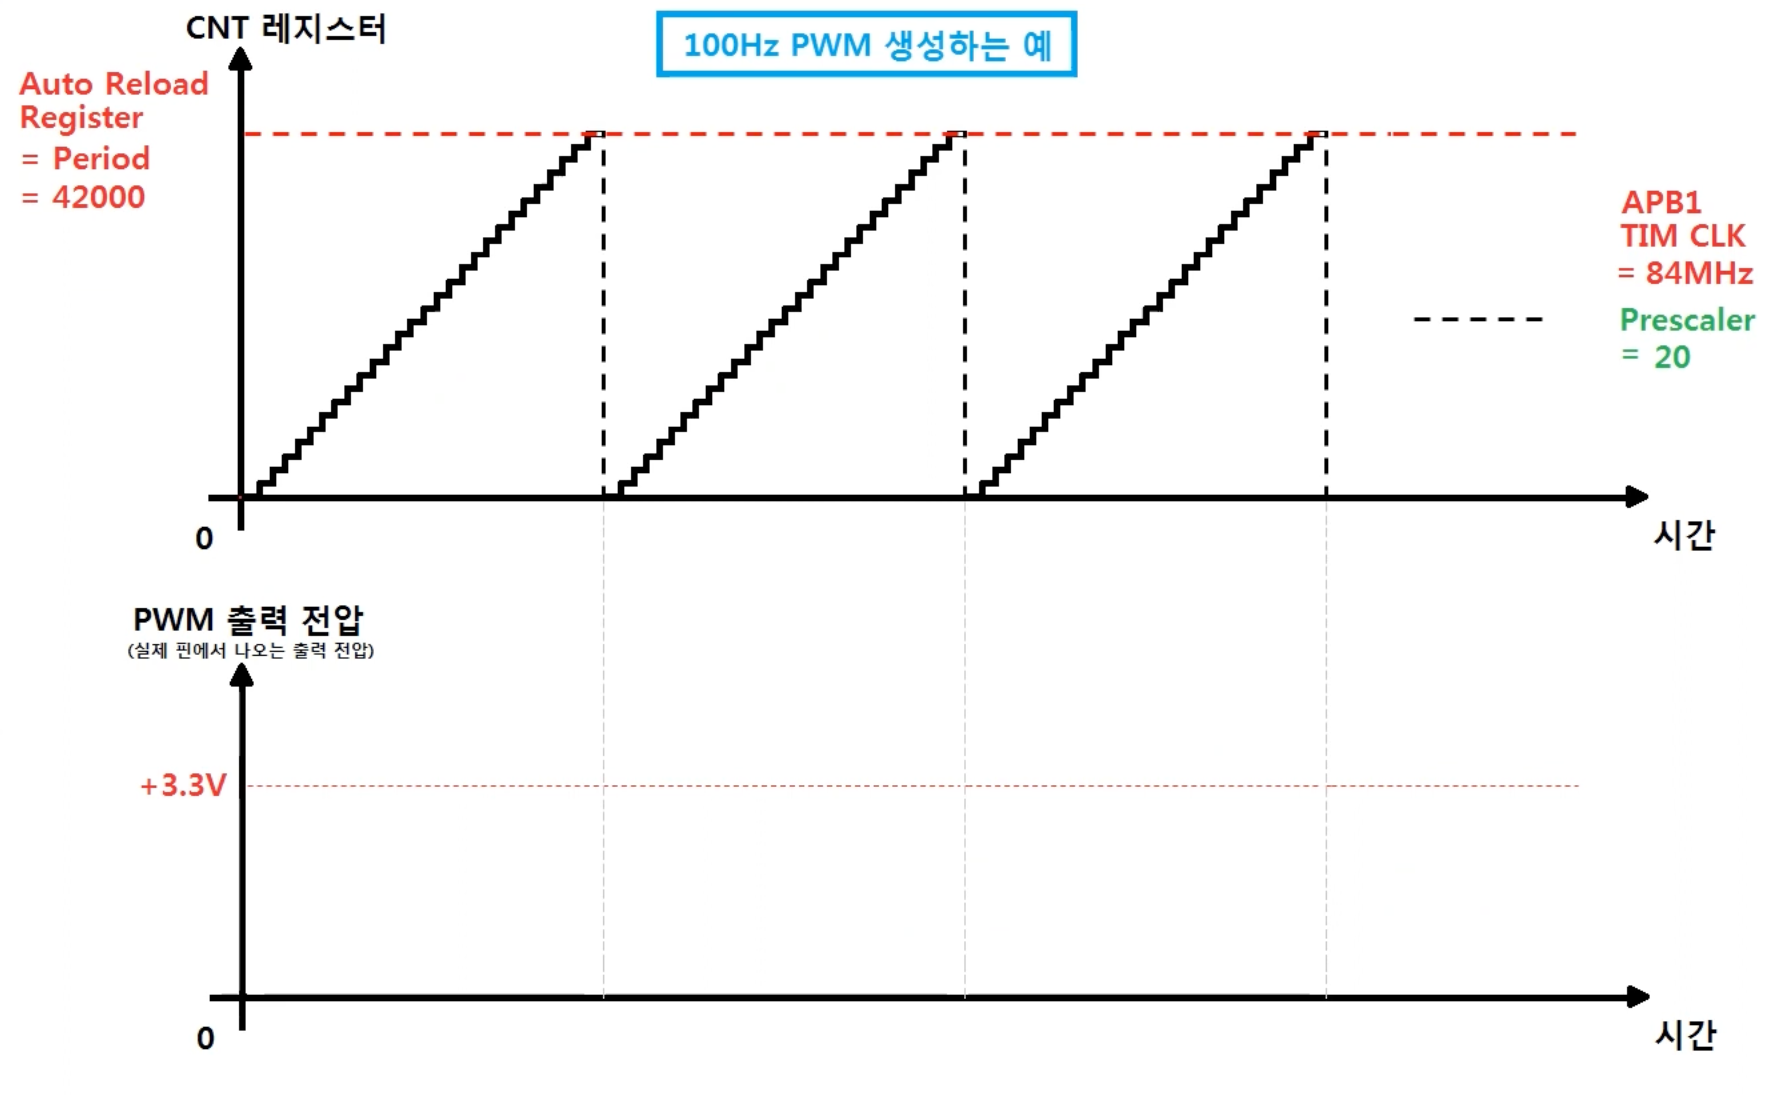 CNT 레지스터
100Hz PWM 생성하는 예
Auto Reload
Register
= Period
= 42000
APB1
TIM CLK
= 84MHz
Prescaler
= 20
0
시간
PWM 출력 전압
(실제 핀에서 나오는 출력 전압)
+3.3V
0
시간